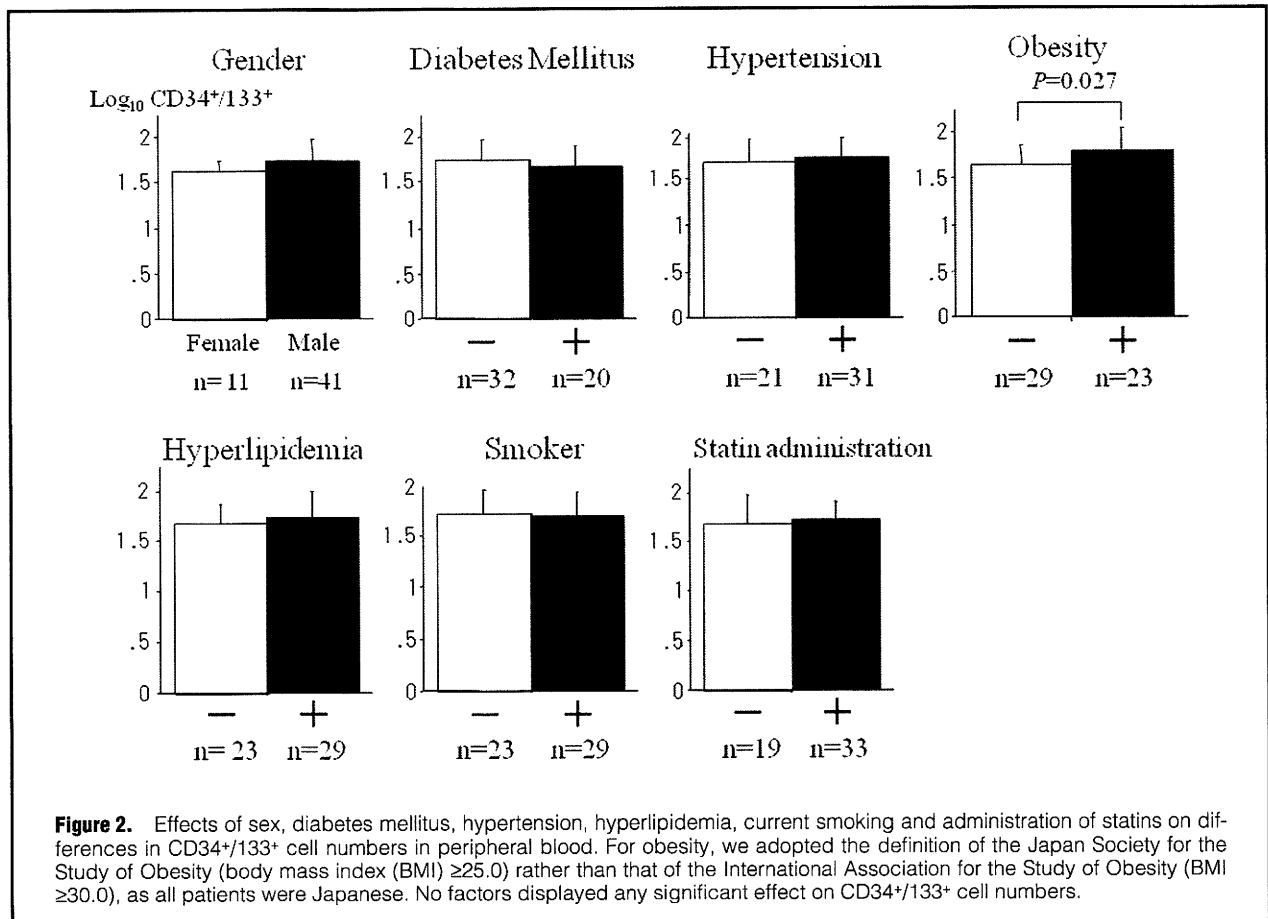 Gender
Log₁₀ CD34⁺/133⁺
2
1.5
1
.5
0
Female Male
n=11 n=41
Diabetes Mellitus
2
1.5
1
.5
0
− +
n=32 n=20
Hypertension
2
1.5
1
.5
0
− +
n=21 n=31
Obesity
P=0.027
2
1.5
1
.5
0
− +
n=29 n=23
Hyperlipidemia
2
1.5
1
.5
0
− +
n=23 n=29
Smoker
2
1.5
1
.5
0
− +
n=23 n=29
Statin administration
2
1.5
1
.5
0
− +
n=19 n=33
Figure 2. Effects of sex, diabetes mellitus, hypertension, hyperlipidemia, current smoking and administration of statins on dif-
ferences in CD34⁺/133⁺ cell numbers in peripheral blood. For obesity, we adopted the definition of the Japan Society for the
Study of Obesity (body mass index (BMI) ≥25.0) rather than that of the International Association for the Study of Obesity (BMI
≥30.0), as all patients were Japanese. No factors displayed any significant effect on CD34⁺/133⁺ cell numbers.